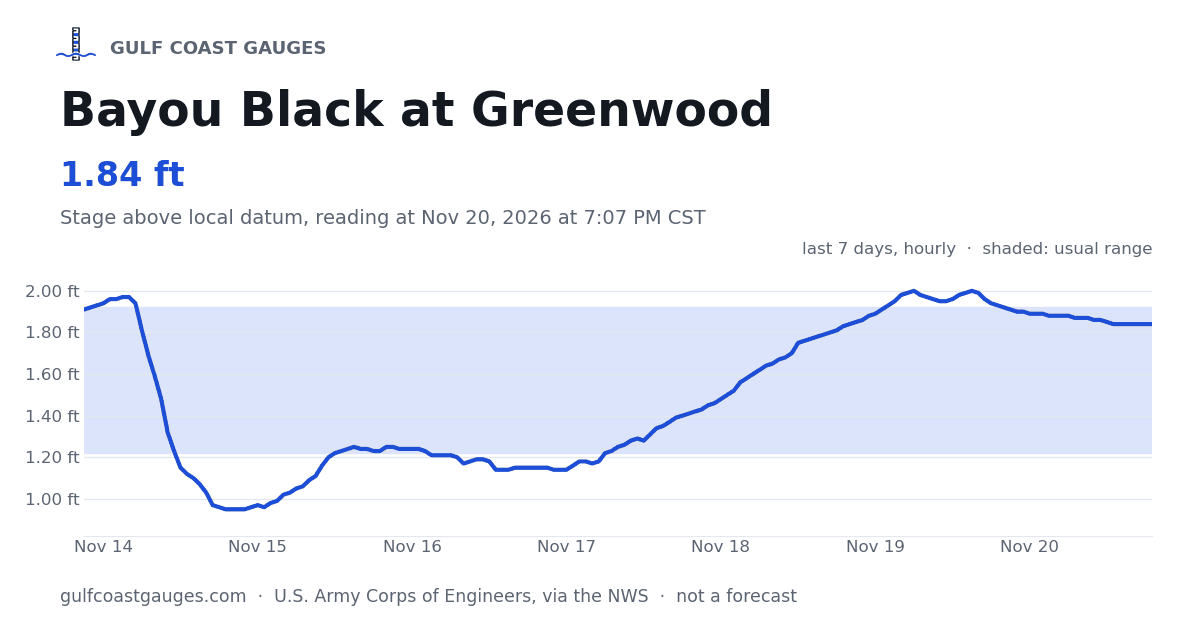 GULF COAST GAUGES
Bayou Black at Greenwood
1.84 ft
Stage above local datum, reading at Nov 20, 2026 at 7:07 PM CST
last 7 days, hourly · shaded: usual range
2.00 ft
1.80 ft
1.60 ft
1.40 ft
1.20 ft
1.00 ft
Nov 14 Nov 15 Nov 16 Nov 17 Nov 18 Nov 19 Nov 20
gulfcoastgauges.com · U.S. Army Corps of Engineers, via the NWS · not a forecast